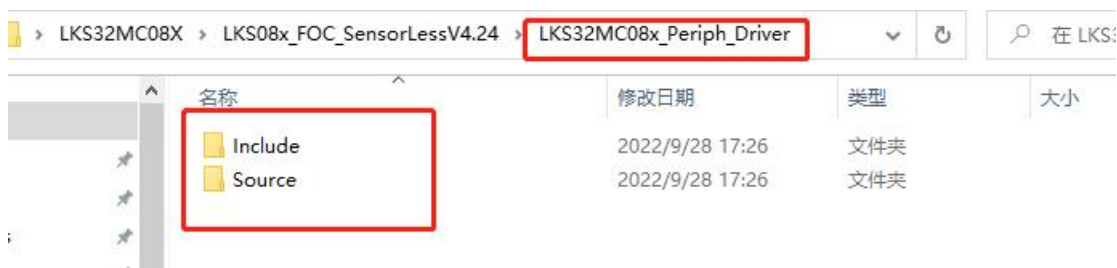 LKS32MC08X › LKS08x_FOC_SensorLessV4.24 › LKS32MC08x_Periph_Driver 在 LKS
名称 修改日期 类型 大小
Include 2022/9/28 17:26 文件夹
Source 2022/9/28 17:26 文件夹